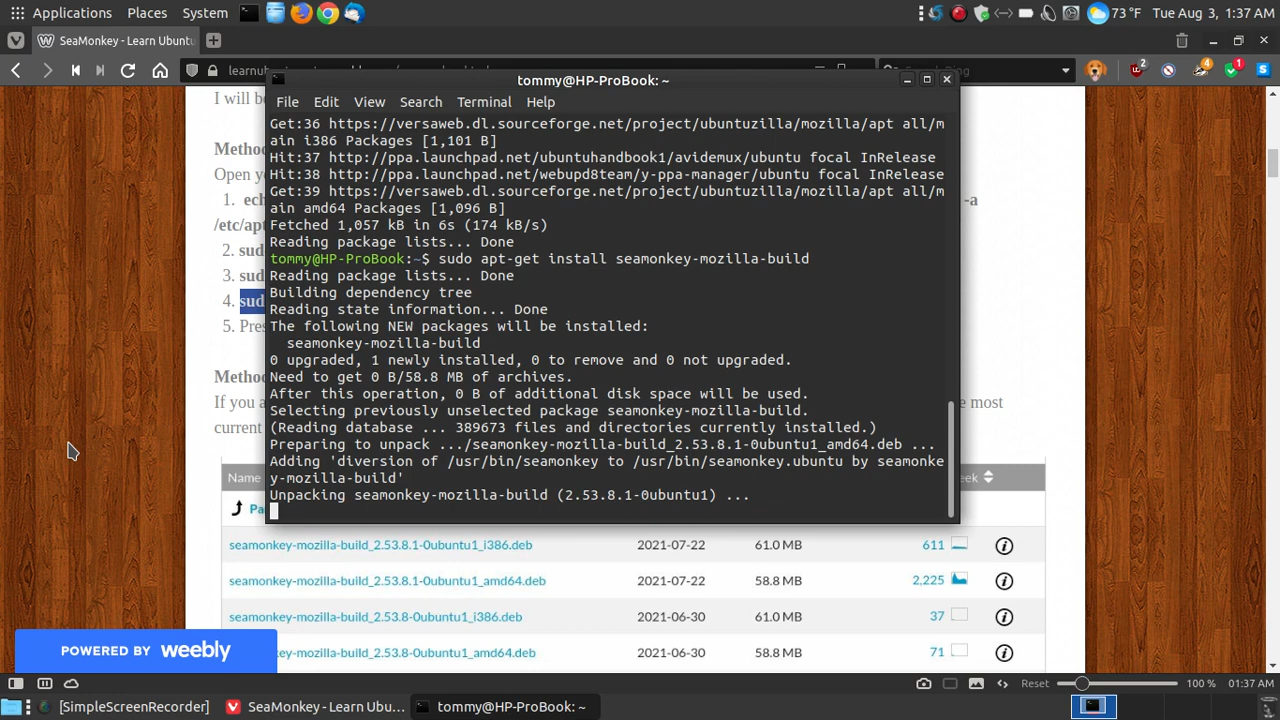 Applications Places System 73 °F Tue Aug 3, 1:37 AM
SeaMonkey - Learn Ubuntu
tommy@HP-ProBook: ~
File Edit View Search Terminal Help
I will be
Method
Open yo
1. ech
-a
/etc/apt
2. sud
3. sud
4. sud
5. Pres
Method
If you a
e most
current
Get:36 https://versaweb.dl.sourceforge.net/project/ubuntuzilla/mozilla/apt all/m
ain i386 Packages [1,101 B]
Hit:37 http://ppa.launchpad.net/ubuntuhandbook1/avidemux/ubuntu focal InRelease
Hit:38 http://ppa.launchpad.net/webupd8team/y-ppa-manager/ubuntu focal InRelease
Get:39 https://versaweb.dl.sourceforge.net/project/ubuntuzilla/mozilla/apt all/m
ain amd64 Packages [1,096 B]
Fetched 1,057 kB in 6s (174 kB/s)
Reading package lists... Done
tommy@HP-ProBook:~$ sudo apt-get install seamonkey-mozilla-build
Reading package lists... Done
Building dependency tree
Reading state information... Done
The following NEW packages will be installed:
seamonkey-mozilla-build
0 upgraded, 1 newly installed, 0 to remove and 0 not upgraded.
Need to get 0 B/58.8 MB of archives.
After this operation, 0 B of additional disk space will be used.
Selecting previously unselected package seamonkey-mozilla-build.
(Reading database ... 389673 files and directories currently installed.)
Preparing to unpack .../seamonkey-mozilla-build_2.53.8.1-0ubuntu1_amd64.deb ...
Adding 'diversion of /usr/bin/seamonkey to /usr/bin/seamonkey.ubuntu by seamonke
y-mozilla-build'
Unpacking seamonkey-mozilla-build (2.53.8.1-0ubuntu1) ...
Name
eek
Pa
seamonkey-mozilla-build_2.53.8.1-0ubuntu1_i386.deb 2021-07-22 61.0 MB 611
seamonkey-mozilla-build_2.53.8.1-0ubuntu1_amd64.deb 2021-07-22 58.8 MB 2,225
seamonkey-mozilla-build_2.53.8-0ubuntu1_i386.deb 2021-06-30 61.0 MB 37
key-mozilla-build_2.53.8-0ubuntu1_amd64.deb 2021-06-30 58.8 MB 71
POWERED BY weebly
Reset 100 % 01:37 AM
[SimpleScreenRecorder] SeaMonkey - Learn Ubu... tommy@HP-ProBook: ~